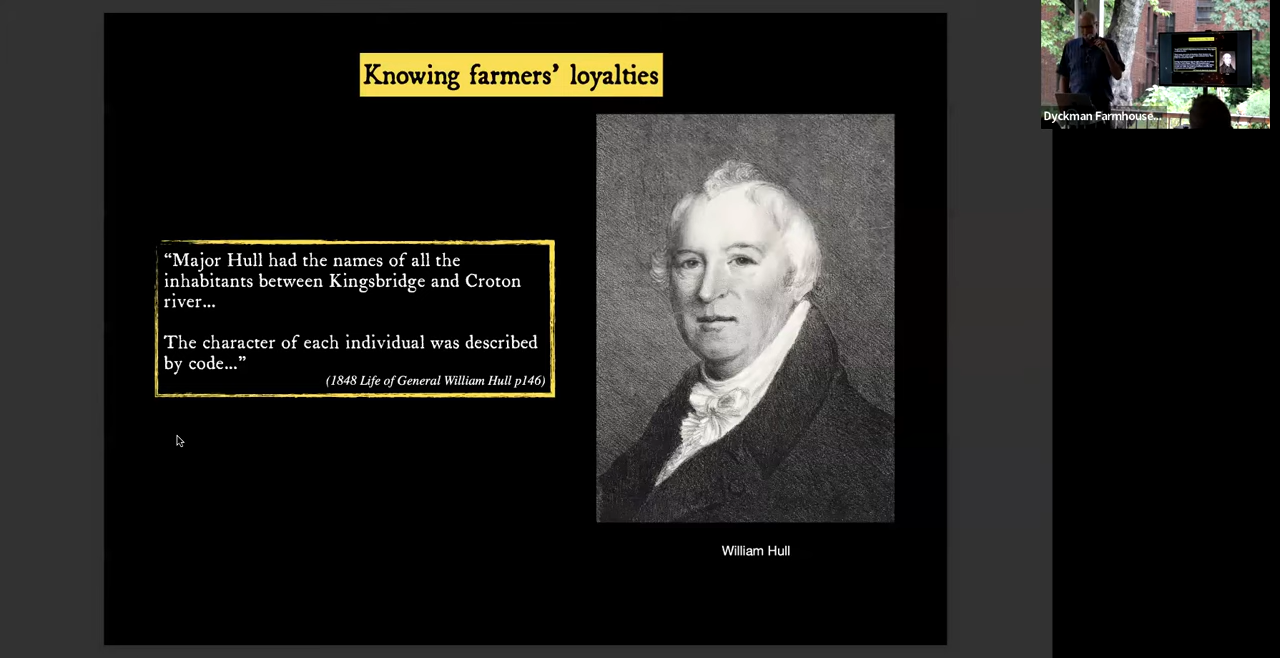 Knowing farmers’ loyalties
“Major Hull had the names of all the
inhabitants between Kingsbridge and Croton
river...
The character of each individual was described
by code...”
(1848 Life of General William Hull p146)
William Hull
Dyckman Farmhouse...